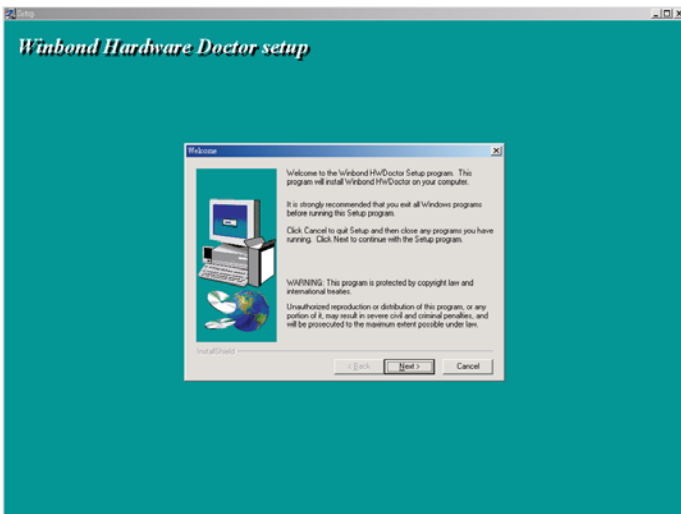 Setup
Winbond Hardware Doctor setup
Welcome
Welcome to the Winbond HWDoctor Setup program. This
program will install Winbond HWDoctor on your computer.
It is strongly recommended that you exit all Windows programs
before running this Setup program.
Click Cancel to quit Setup and then close any programs you have
running. Click Next to continue with the Setup program.
WARNING: This program is protected by copyright law and
international treaties.
Unauthorized reproduction or distribution of this program, or any
portion of it, may result in severe civil and criminal penalties, and
will be prosecuted to the maximum extent possible under law.
InstallShield
< Back Next > Cancel